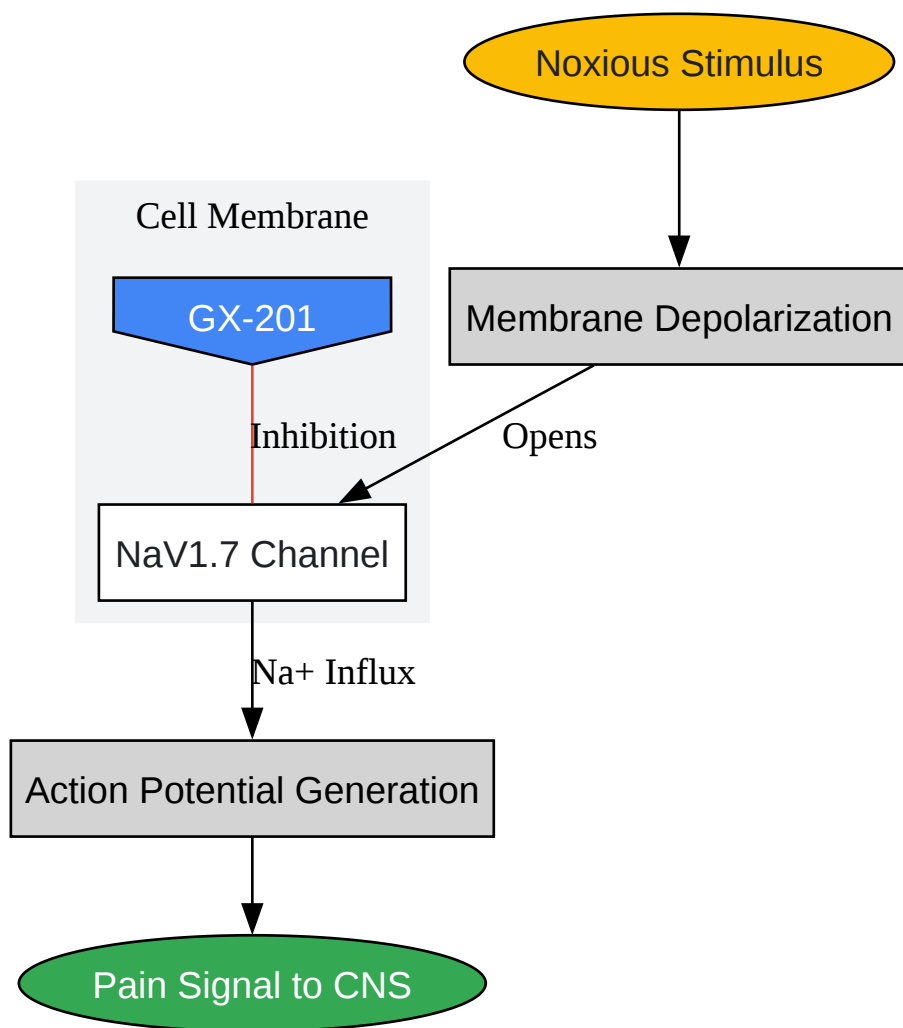 Noxious Stimulus
Cell Membrane
GX-201
Membrane Depolarization
Inhibition
Opens
NaV1.7 Channel
Na+ Influx
Action Potential Generation
Pain Signal to CNS